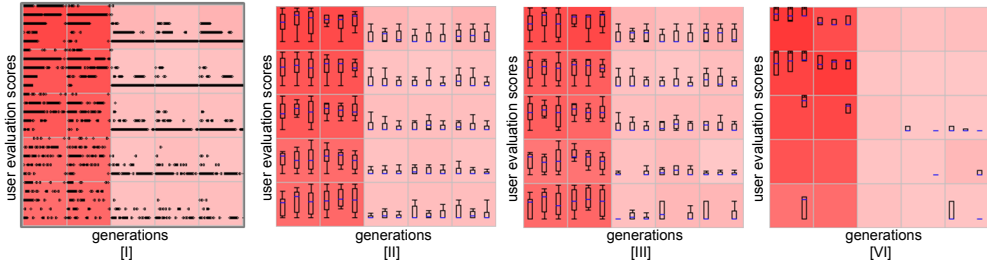 user evaluation scores
generations
[I]
user evaluation scores
generations
[II]
user evaluation scores
generations
[III]
user evaluation scores
generations
[VI]